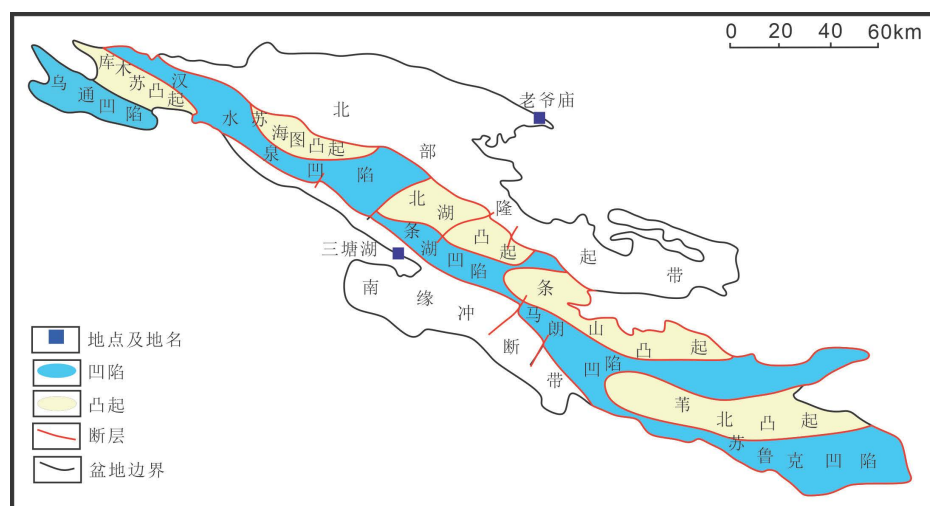 0 20 40 60km
库木苏凸起
乌通凹陷
汉水泉凹陷
苏海图凸起
北部隆起带
老爷庙
北湖凸起
条湖凹陷
三塘湖
南缘冲断带
条山凸起
马朗凹陷
苇北凸起
苏鲁克凹陷
地点及地名
凹陷
凸起
断层
盆地边界